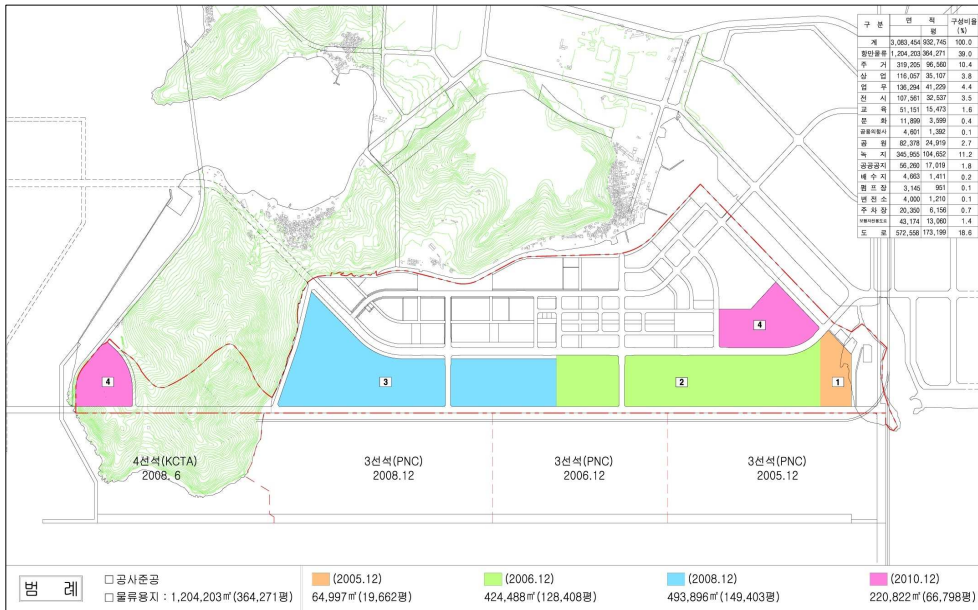 구 분 면 적 구성비율
평 (%)
계 3,083,454 932,745 100.0
항만물류 1,204,203 364,271 39.0
주 거 319,205 96,560 10.4
상 업 116,057 35,107 3.8
업 무 136,294 41,229 4.4
전 시 107,561 32,537 3.5
교 육 51,151 15,473 1.6
문 화 11,899 3,599 0.4
공용의청사 4,601 1,392 0.1
공 원 82,378 24,919 2.7
녹 지 345,955 104,652 11.2
공공공지 56,260 17,019 1.8
배 수 지 4,663 1,411 0.2
펌 프 장 3,145 951 0.1
변 전 소 4,000 1,210 0.1
주 차 장 20,350 6,156 0.7
43,174 13,060 1.4
도 로 572,558 173,199 18.6
4
4
3
2
1
4선석(KCTA)
2008. 6
3선석(PNC)
2008.12
3선석(PNC)
2006.12
3선석(PNC)
2005.12
범 례
□ 공사준공
□ 물류용지 : 1,204,203㎡(364,271평)
(2005.12)
64,997㎡(19,662평)
(2006.12)
424,488㎡(128,408평)
(2008.12)
493,896㎡(149,403평)
(2010.12)
220,822㎡(66,798평)